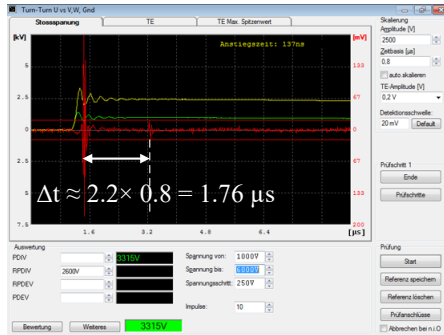 Turn-Turn U vs V,W, Gnd
Stossspannung TE TE Max. Spitzenwert
[kV] Anstiegszeit: 137ns [mV]
133
5
2.5 67
0 0
2.5 67
5 133
7.5 200
1.6 3.2 4.8 6.4 [µs]
Δt ≈ 2.2× 0.8 = 1.76 µs
Skalierung
Amplitude [V]
2500
Zeitbasis [µs]
0.8
auto.skalieren
TE-Amplitude [V]
0.2 V
Detektionsschwelle:
20 mV Default
Prüfschritt 1
Ende
Prüfschritte
Prüfung
Start
Referenz speichern
Referenz löschen
Prüfanschlüsse
Abbrechen bei n.i.O.
Auswertung
PDIV 3315V
RPDIV 2600V
RPDEV
PDEV
Spannung von: 1000V
Spannung bis: 4000V
Spannungsschritt: 250V
Impulse: 10
Bewertung Weiteres 3315V